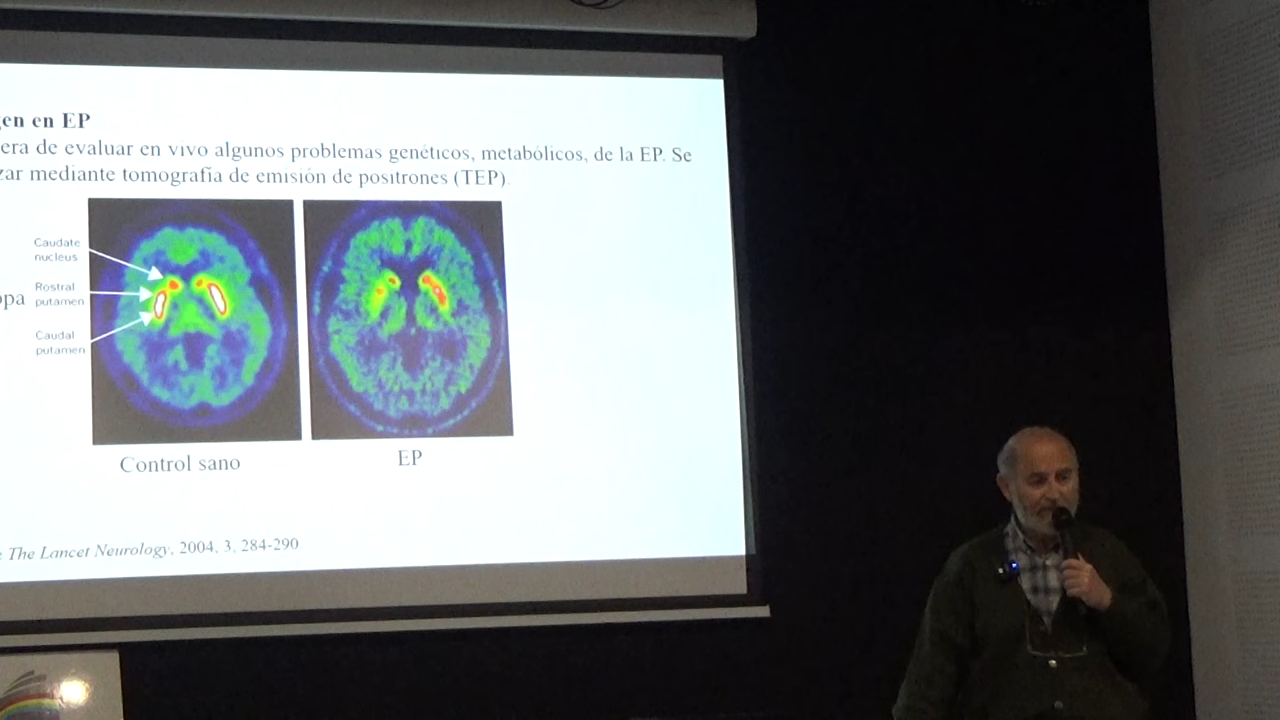 en en EP
era de evaluar en vivo algunos problemas genéticos, metabólicos, de la EP. Se
zar mediante tomografía de emisión de positrones (TEP).
Caudate
nucleus
opa
Rostral
putamen
Caudal
putamen
Control sano
EP
: The Lancet Neurology, 2004, 3, 284-290